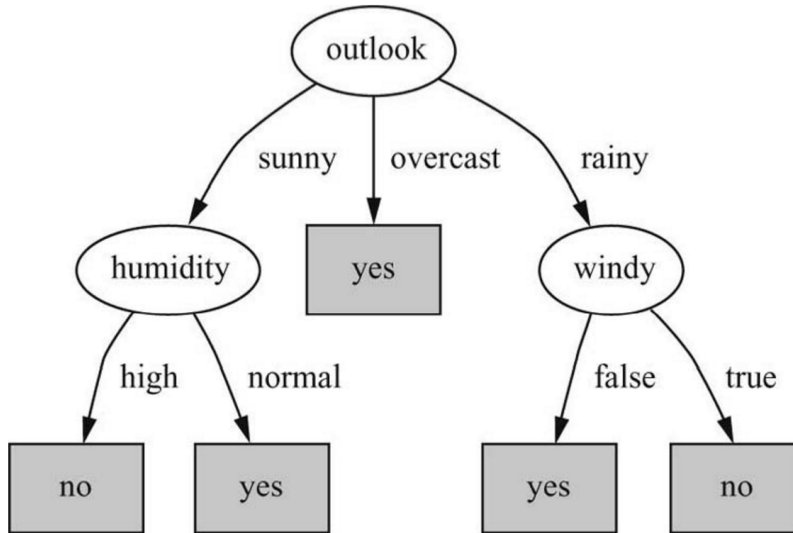 outlook
sunny overcast rainy
humidity yes windy
high normal false true
no yes yes no